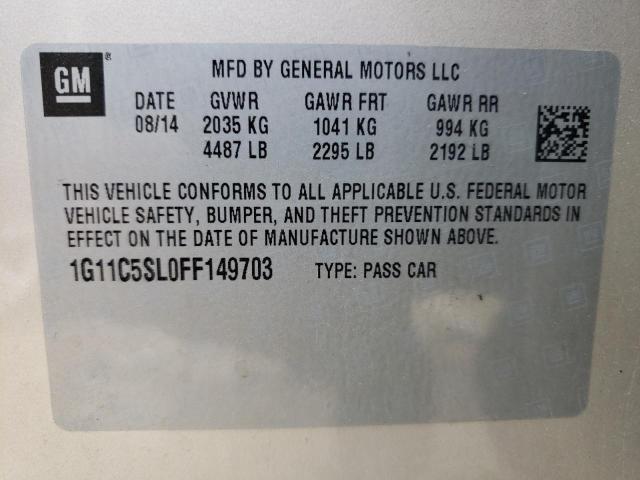 GM ®
MFD BY GENERAL MOTORS LLC
DATE GVWR GAWR FRT GAWR RR
08/14 2035 KG 1041 KG 994 KG
4487 LB 2295 LB 2192 LB
THIS VEHICLE CONFORMS TO ALL APPLICABLE U.S. FEDERAL MOTOR
VEHICLE SAFETY, BUMPER, AND THEFT PREVENTION STANDARDS IN
EFFECT ON THE DATE OF MANUFACTURE SHOWN ABOVE.
1G11C5SL0FF149703 TYPE: PASS CAR